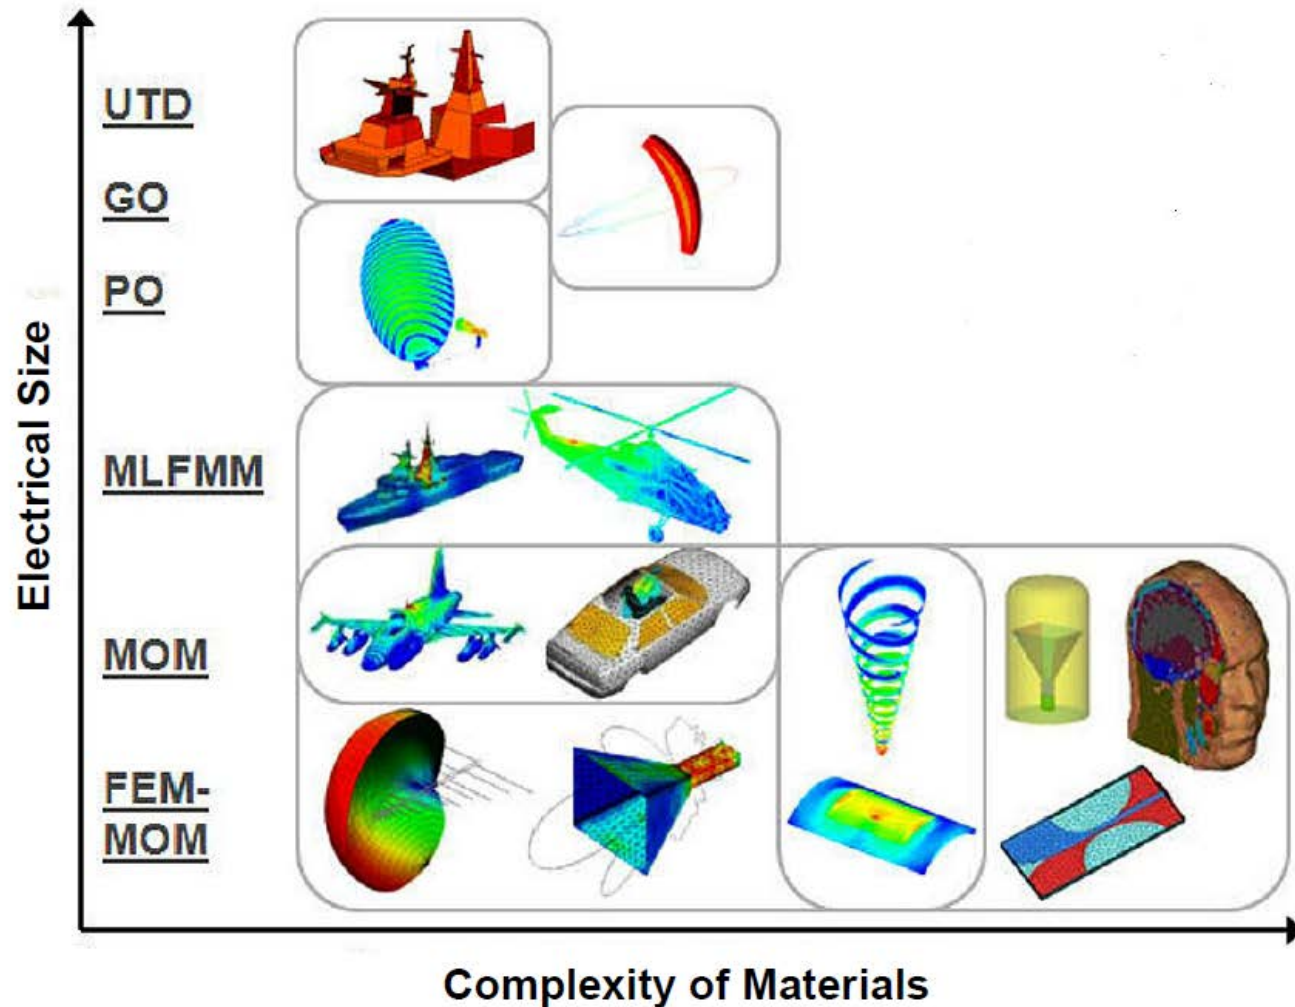 UTD
GO
PO
MLFMM
MOM
FEM-
MOM
Electrical Size
Complexity of Materials